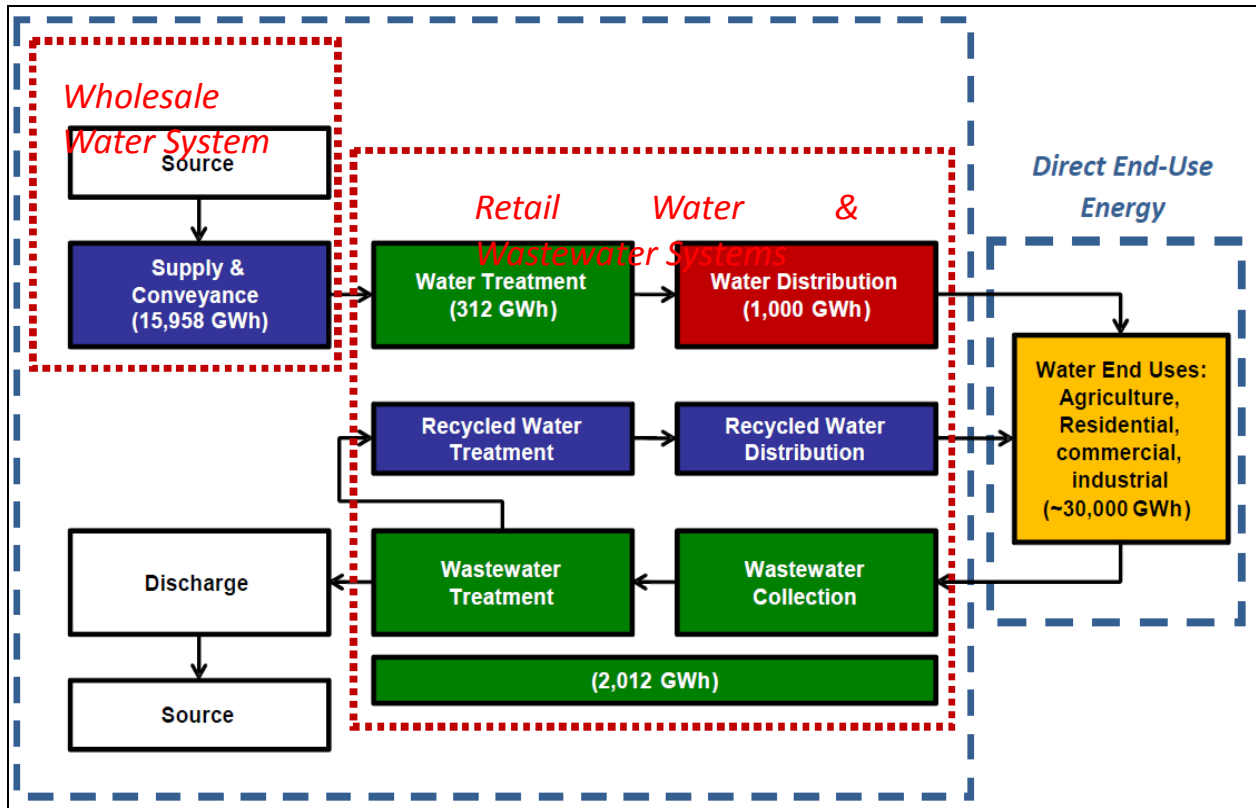 Wholesale
Water System
Source
Retail Water &
Wastewater Systems
Direct End-Use
Energy
Supply &
Conveyance
(15,958 GWh)
Water Treatment
(312 GWh)
Water Distribution
(1,000 GWh)
Water End Uses:
Agriculture,
Residential,
commercial,
industrial
(~30,000 GWh)
Recycled Water
Treatment
Recycled Water
Distribution
Discharge
Wastewater
Treatment
Wastewater
Collection
(2,012 GWh)
Source